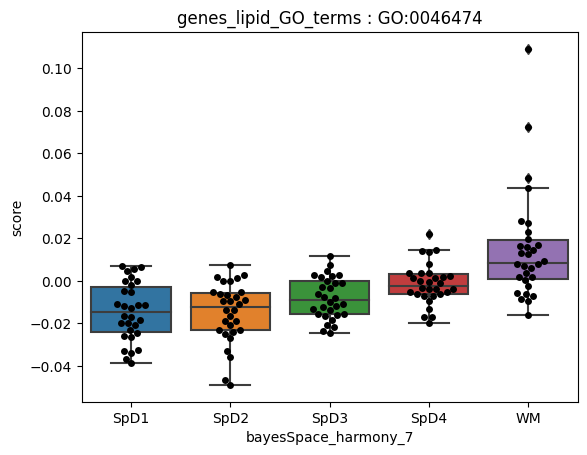 genes_lipid_GO_terms : GO:0046474
0.10
0.08
0.06
0.04
0.02
0.00
−0.02
−0.04
score
SpD1 SpD2 SpD3 SpD4 WM
bayesSpace_harmony_7